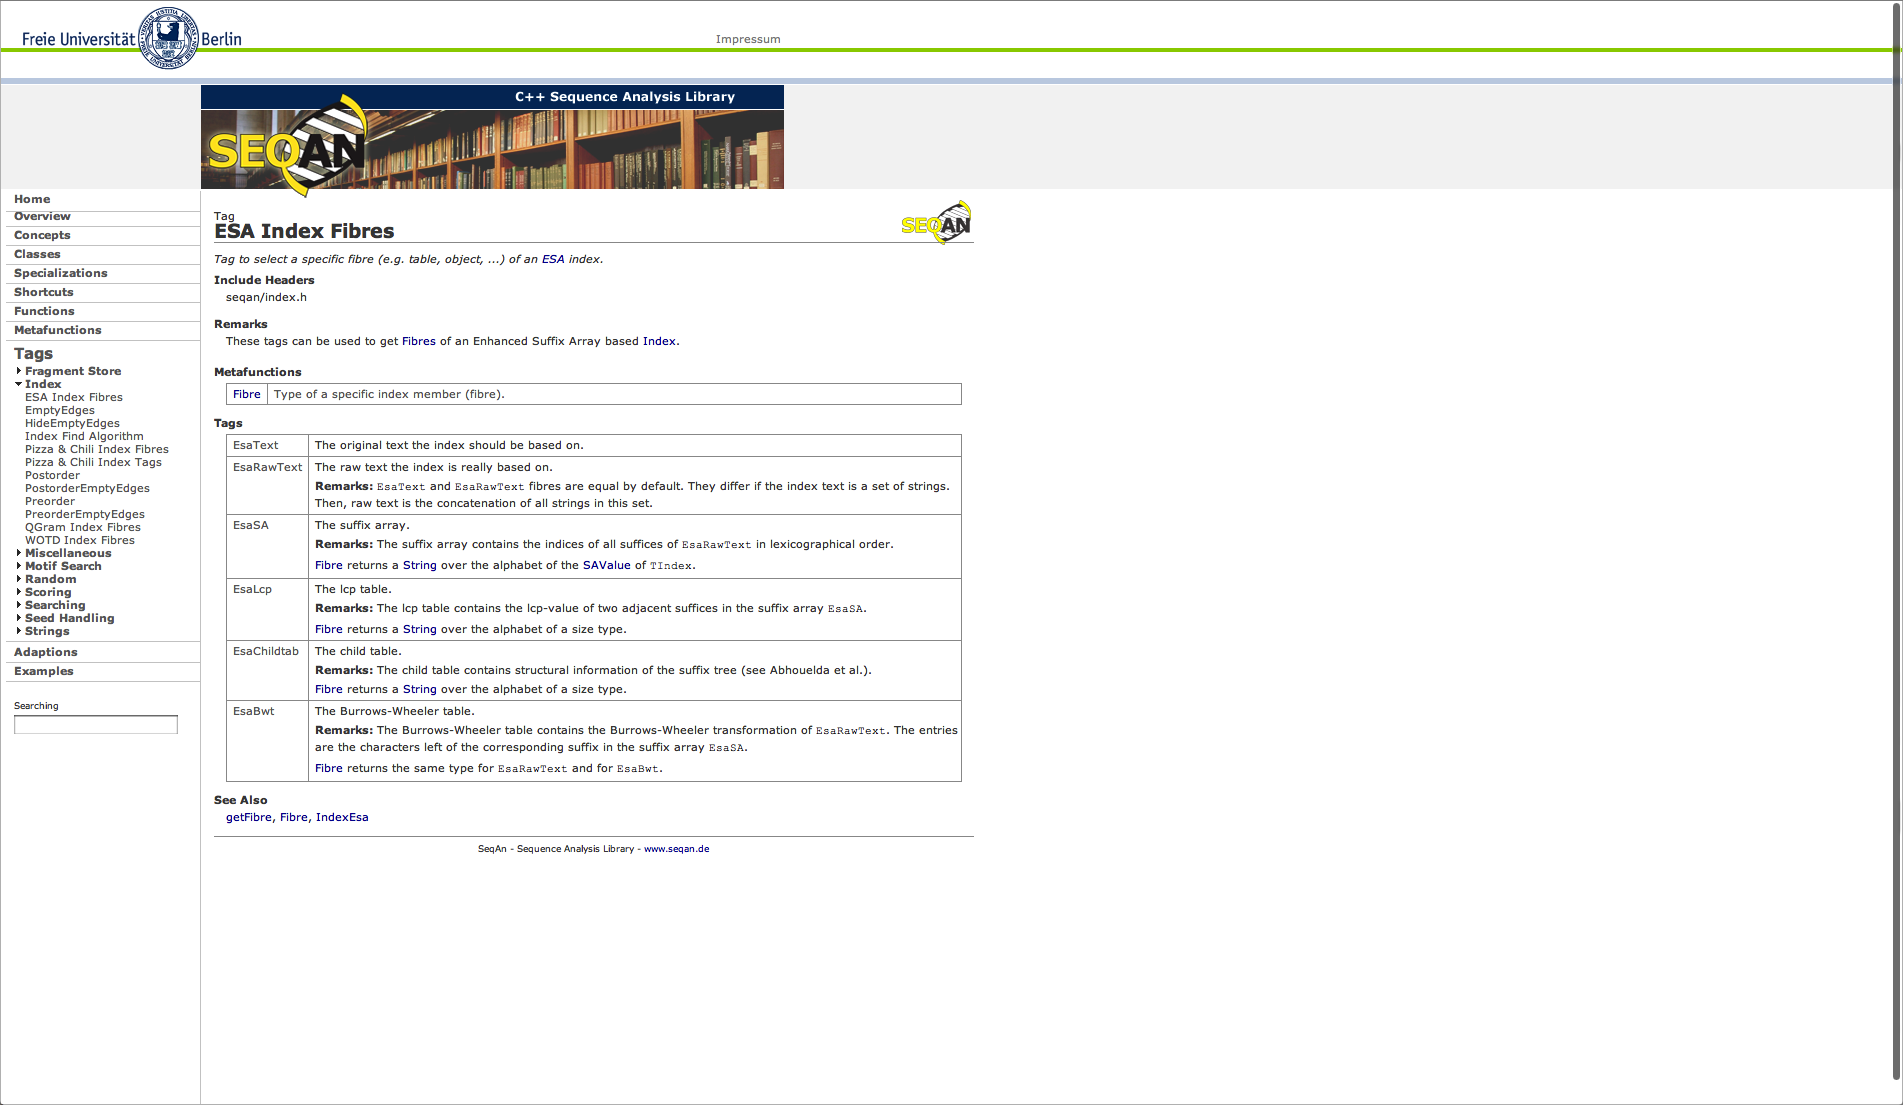 Freie Universität Berlin
Impressum
C++ Sequence Analysis Library
SEQAN
Home
Overview
Concepts
Classes
Specializations
Shortcuts
Functions
Metafunctions
Tags
Fragment Store
Index
ESA Index Fibres
EmptyEdges
HideEmptyEdges
Index Find Algorithm
Pizza & Chili Index Fibres
Pizza & Chili Index Tags
Postorder
PostorderEmptyEdges
Preorder
PreorderEmptyEdges
QGram Index Fibres
WOTD Index Fibres
Miscellaneous
Motif Search
Random
Scoring
Searching
Seed Handling
Strings
Adaptions
Examples
Searching
Tag
ESA Index Fibres
SEQAN
Tag to select a specific fibre (e.g. table, object, ...) of an ESA index.
Include Headers
seqan/index.h
Remarks
These tags can be used to get Fibres of an Enhanced Suffix Array based Index.
Metafunctions
Fibre Type of a specific index member (fibre).
Tags
EsaText The original text the index should be based on.
EsaRawText The raw text the index is really based on.
Remarks: EsaText and EsaRawText fibres are equal by default. They differ if the index text is a set of strings.
Then, raw text is the concatenation of all strings in this set.
EsaSA The suffix array.
Remarks: The suffix array contains the indices of all suffices of EsaRawText in lexicographical order.
Fibre returns a String over the alphabet of the SAValue of TIndex.
EsaLcp The lcp table.
Remarks: The lcp table contains the lcp-value of two adjacent suffices in the suffix array EsaSA.
Fibre returns a String over the alphabet of a size type.
EsaChildtab The child table.
Remarks: The child table contains structural information of the suffix tree (see Abhouelda et al.).
Fibre returns a String over the alphabet of a size type.
EsaBwt The Burrows-Wheeler table.
Remarks: The Burrows-Wheeler table contains the Burrows-Wheeler transformation of EsaRawText. The entries
are the characters left of the corresponding suffix in the suffix array EsaSA.
Fibre returns the same type for EsaRawText and for EsaBwt.
See Also
getFibre, Fibre, IndexEsa
SeqAn - Sequence Analysis Library - www.seqan.de